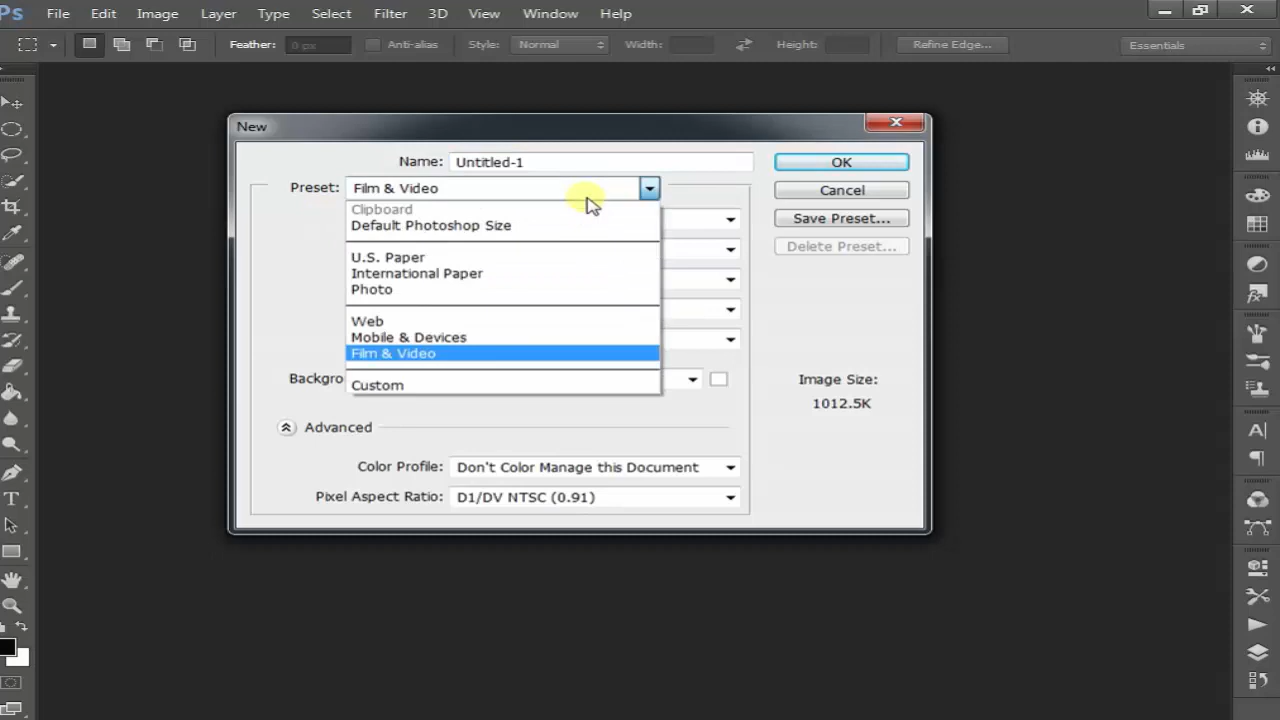 Ps File Edit Image Layer Type Select Filter 3D View Window Help
Feather: 0 px Anti-alias Style: Normal Width: Height: Refine Edge... Essentials
New
Name: Untitled-1 OK
Preset: Film & Video Cancel
Clipboard
Default Photoshop Size Save Preset...
Delete Preset...
U.S. Paper
International Paper
Photo
Web
Mobile & Devices
Film & Video
Backgro Custom
Image Size:
1012.5K
Advanced
Color Profile: Don't Color Manage this Document
Pixel Aspect Ratio: D1/DV NTSC (0.91)